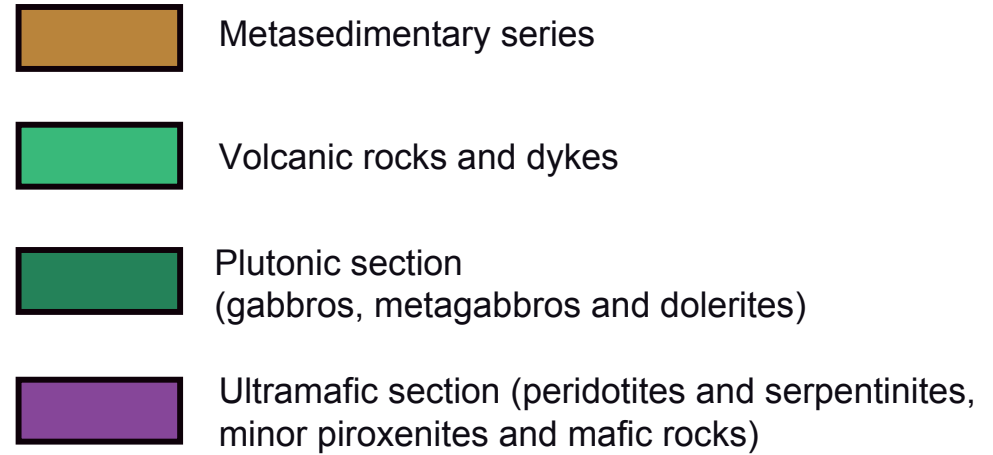 Metasedimentary series
Volcanic rocks and dykes
Plutonic section
(gabbros, metagabbros and dolerites)
Ultramafic section (peridotites and serpentinites,
minor piroxenites and mafic rocks)